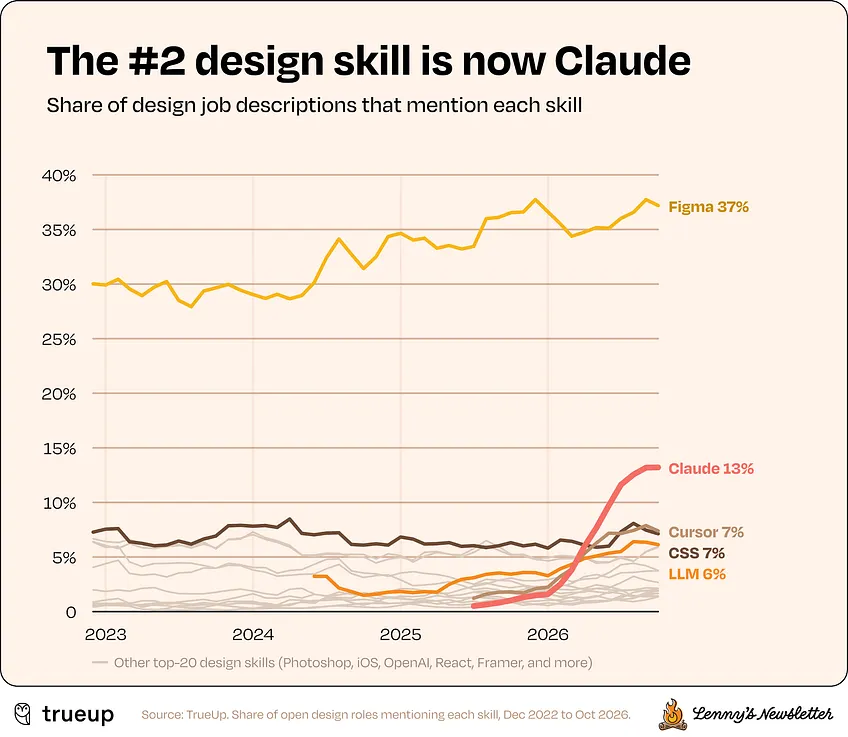 The #2 design skill is now Claude
Share of design job descriptions that mention each skill
40%
35%
30%
25%
20%
15%
10%
5%
0
Figma 37%
Claude 13%
Cursor 7%
CSS 7%
LLM 6%
2023 2024 2025 2026
Other top-20 design skills (Photoshop, iOS, OpenAI, React, Framer, and more)
trueup
Source: TrueUp. Share of open design roles mentioning each skill, Dec 2022 to Oct 2026.
Lenny's Newsletter